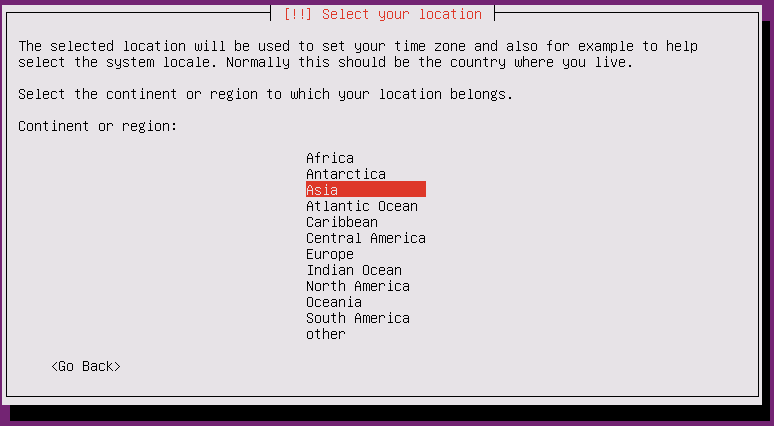 [!!] Select your location
The selected location will be used to set your time zone and also for example to help
select the system locale. Normally this should be the country where you live.
Select the continent or region to which your location belongs.
Continent or region:
Africa
Antarctica
Asia
Atlantic Ocean
Caribbean
Central America
Europe
Indian Ocean
North America
Oceania
South America
other
<Go Back>